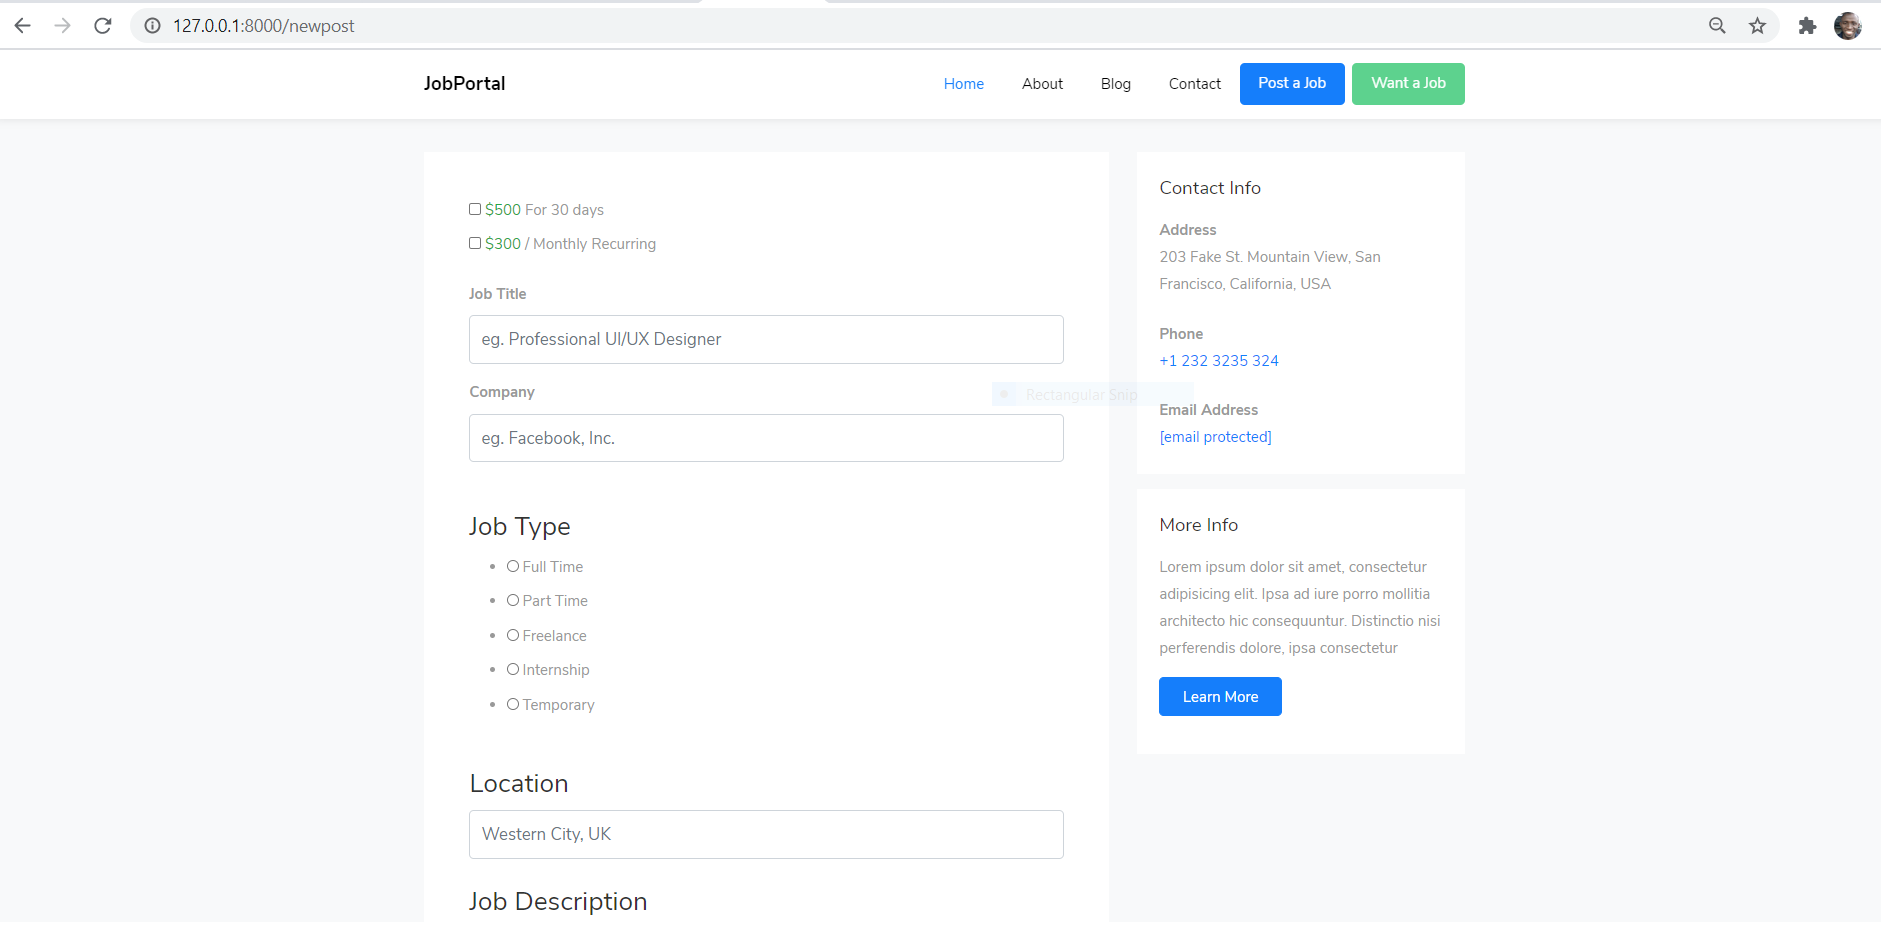 127.0.0.1:8000/newpost
JobPortal
Home
About
Blog
Contact
Post a Job
Want a Job
$500 For 30 days
$300 / Monthly Recurring
Job Title
eg. Professional UI/UX Designer
Company
eg. Facebook, Inc.
Job Type
Full Time
Part Time
Freelance
Internship
Temporary
Location
Western City, UK
Job Description
Rectangular Snip
Contact Info
Address
203 Fake St. Mountain View, San
Francisco, California, USA
Phone
+1 232 3235 324
Email Address
[email protected]
More Info
Lorem ipsum dolor sit amet, consectetur
adipisicing elit. Ipsa ad iure porro mollitia
architecto hic consequuntur. Distinctio nisi
perferendis dolore, ipsa consectetur
Learn More